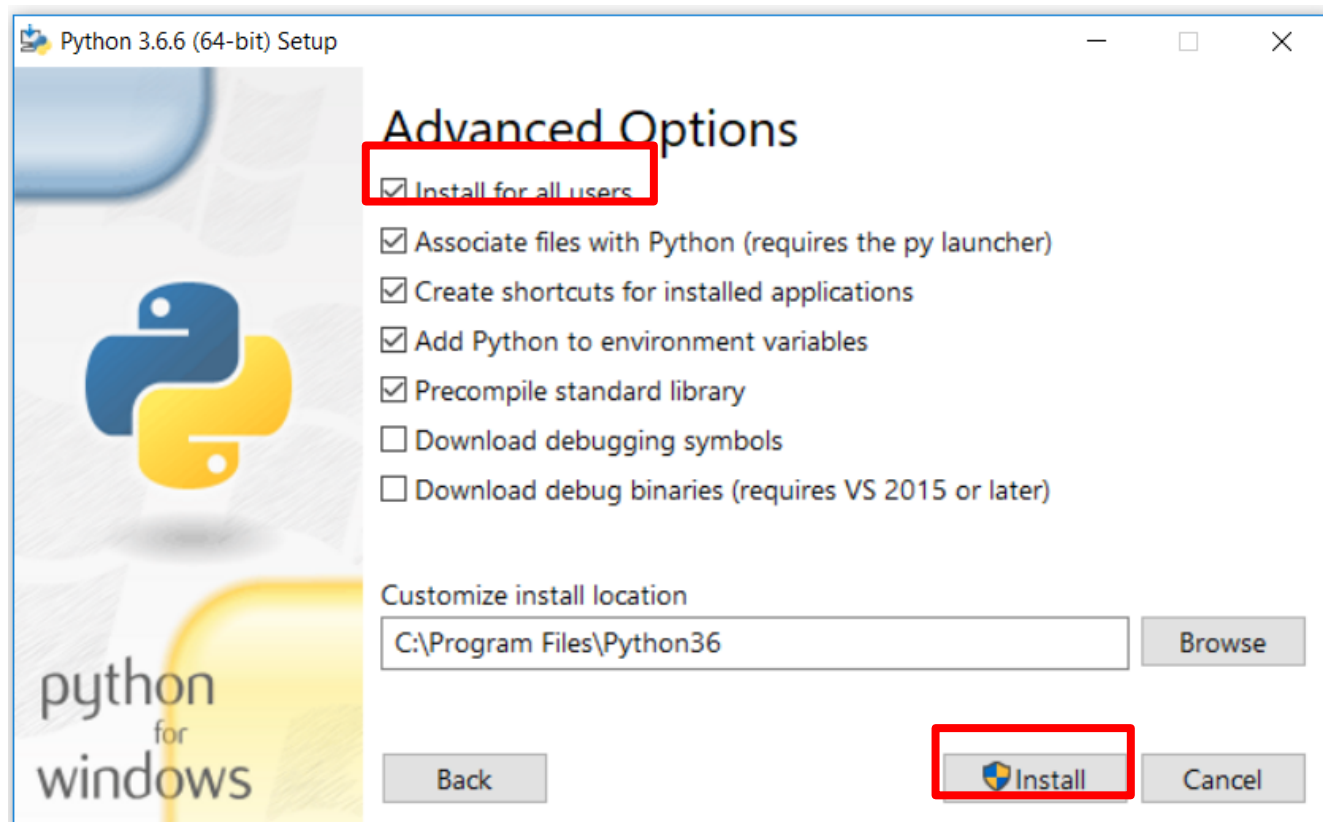 Python 3.6.6 (64-bit) Setup
Advanced Options
Install for all users
Associate files with Python (requires the py launcher)
Create shortcuts for installed applications
Add Python to environment variables
Precompile standard library
Download debugging symbols
Download debug binaries (requires VS 2015 or later)
Customize install location
C:\Program Files\Python36
Browse
python
for
windows
Back
Install
Cancel